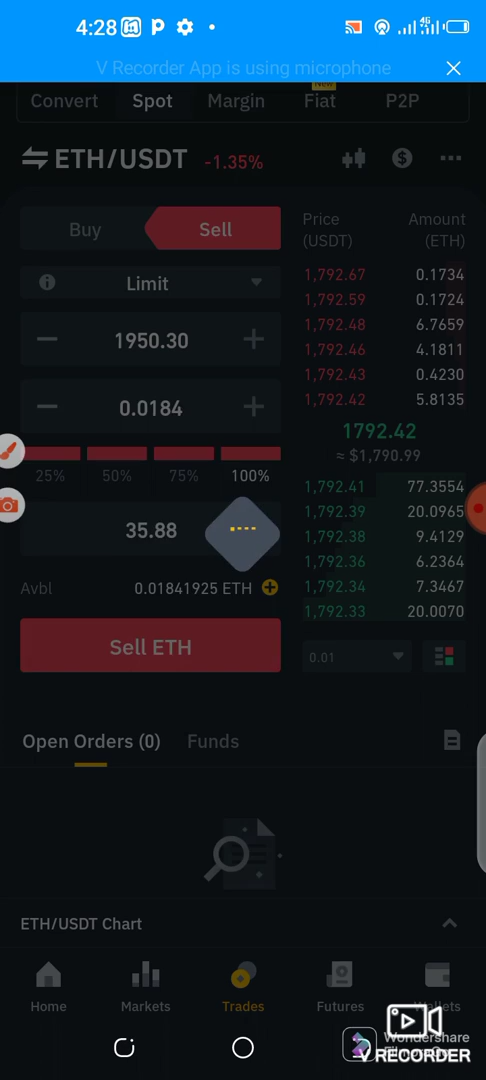 4:28
4G
V Recorder App is using microphone
New
Convert Spot Margin Fiat P2P
ETH/USDT -1.35%
Buy Sell
Limit
1950.30
0.0184
25% 50% 75% 100%
35.88
Avbl 0.01841925 ETH
Sell ETH
Price (USDT) Amount (ETH)
1,792.67 0.1734
1,792.59 0.1724
1,792.48 6.7659
1,792.46 4.1811
1,792.43 0.4230
1,792.42 5.8135
1792.42
≈ $1,790.99
1,792.41 77.3554
1,792.39 20.0965
1,792.38 9.4129
1,792.36 6.2364
1,792.34 7.3467
1,792.33 20.0070
0.01
Open Orders (0) Funds
ETH/USDT Chart
Home Markets Trades Futures Wallets
Wondershare
V RECORDER